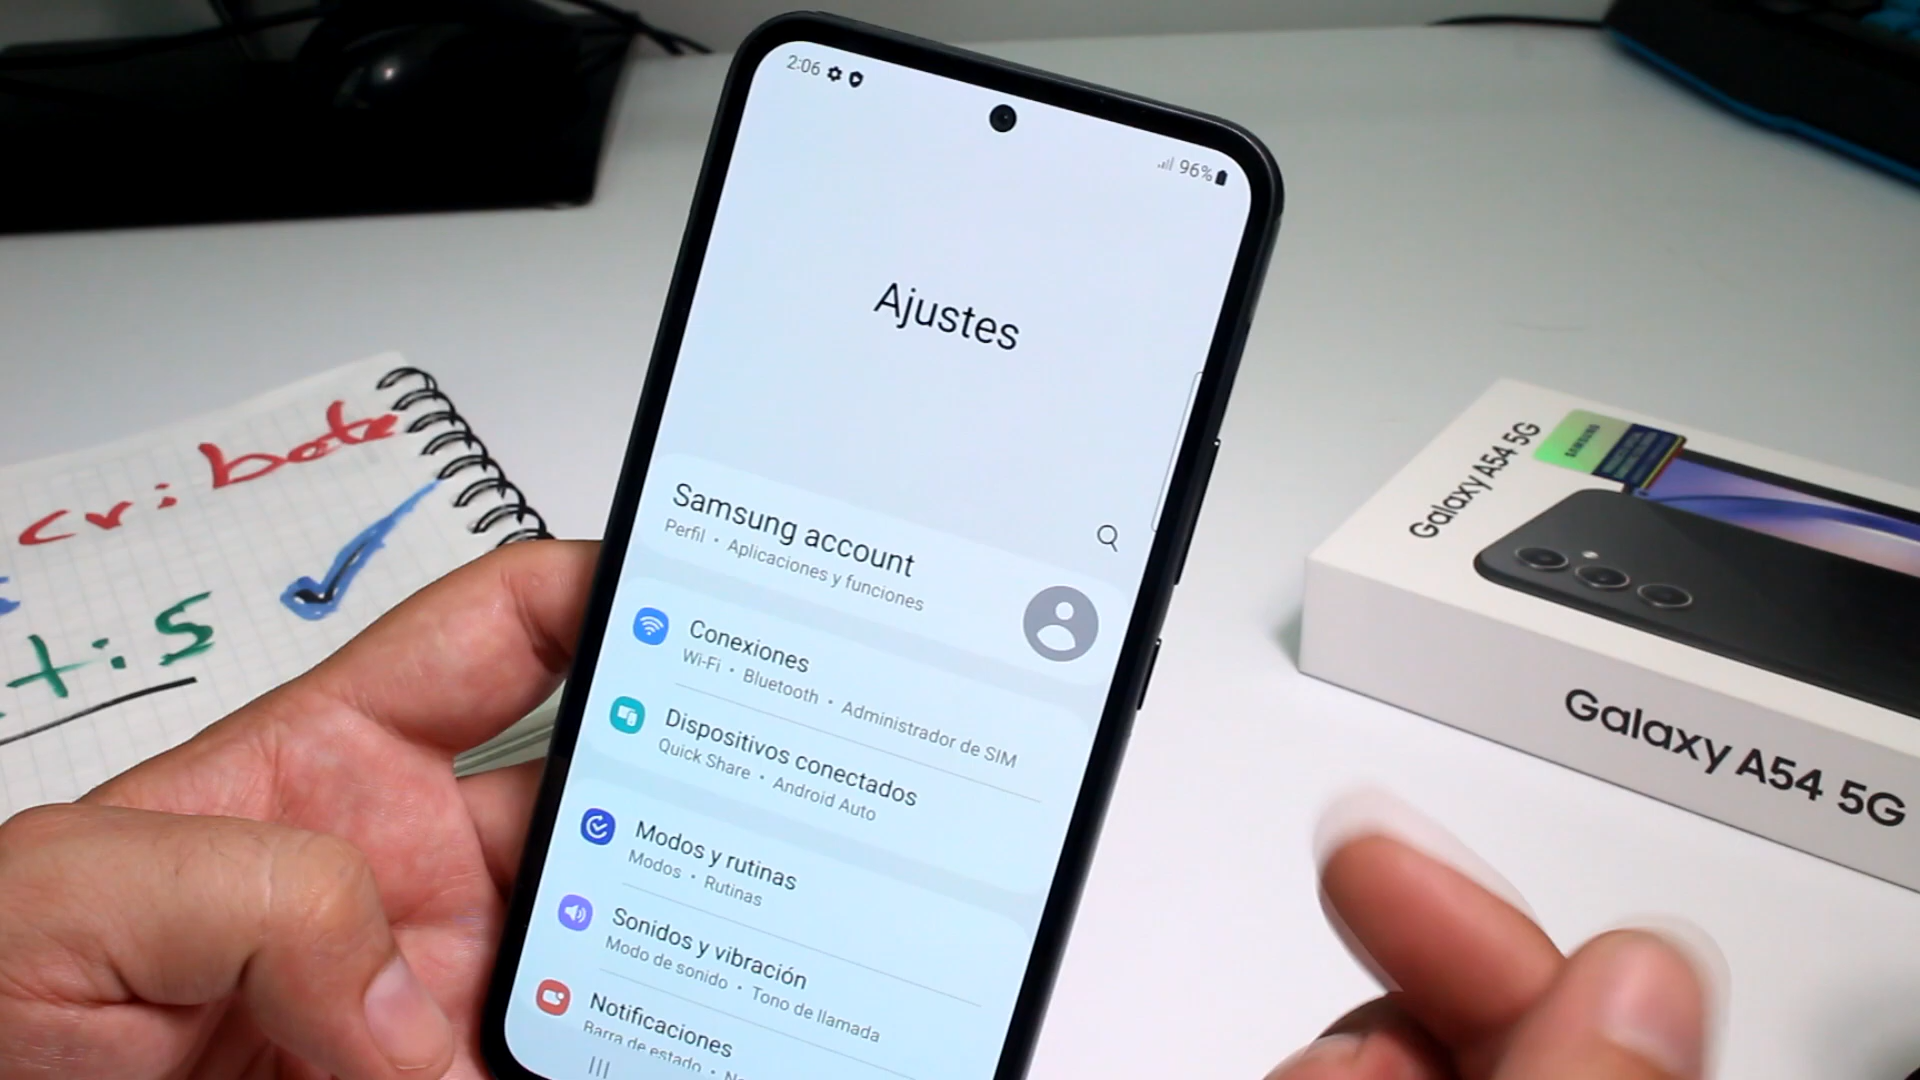 2:06
96%
Ajustes
Samsung account
Perfil • Aplicaciones y funciones
Conexiones
Wi-Fi • Bluetooth • Administrador de SIM
Dispositivos conectados
Quick Share • Android Auto
Modos y rutinas
Modos • Rutinas
Sonidos y vibración
Modo de sonido • Tono de llamada
Notificaciones
Barra de estado •
cribete
t:s
Galaxy A54 5G
SAMSUNG
Galaxy A54 5G